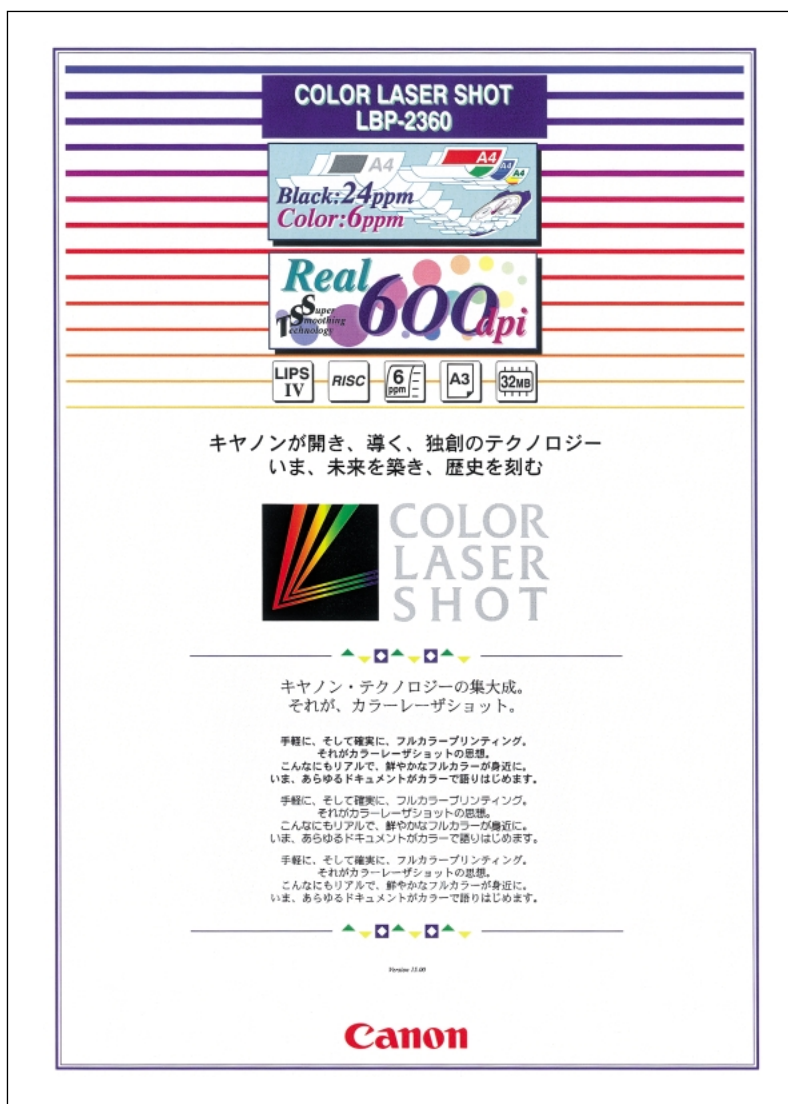 COLOR LASER SHOT
LBP-2360
A4
A4
A4
A4
Black:24ppm
Color:6ppm
Real
600dpi
TSS
Super
Smoothing
Technology
LIPS
IV
RISC
6
ppm
A3
32MB
キヤノンが開き、導く、独創のテクノロジー
いま、未来を築き、歴史を刻む
COLOR
LASER
SHOT
キヤノン・テクノロジーの集大成。
それが、カラーレーザショット。
手軽に、そして確実に、フルカラープリンティング。
それがカラーレーザショットの思想。
こんなにもリアルで、鮮やかなフルカラーが身近に。
いま、あらゆるドキュメントがカラーで語りはじめます。
手軽に、そして確実に、フルカラープリンティング。
それがカラーレーザショットの思想。
こんなにもリアルで、鮮やかなフルカラーが身近に。
いま、あらゆるドキュメントがカラーで語りはじめます。
手軽に、そして確実に、フルカラープリンティング。
それがカラーレーザショットの思想。
こんなにもリアルで、鮮やかなフルカラーが身近に。
いま、あらゆるドキュメントがカラーで語りはじめます。
Version 15.00
Canon